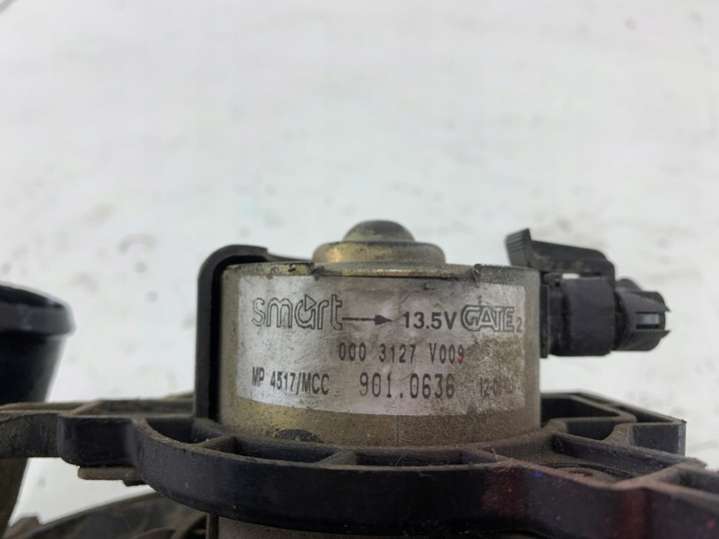 smart 13.5V GATE 2
000 3127 V009
MP 4517/MCC 901.0636